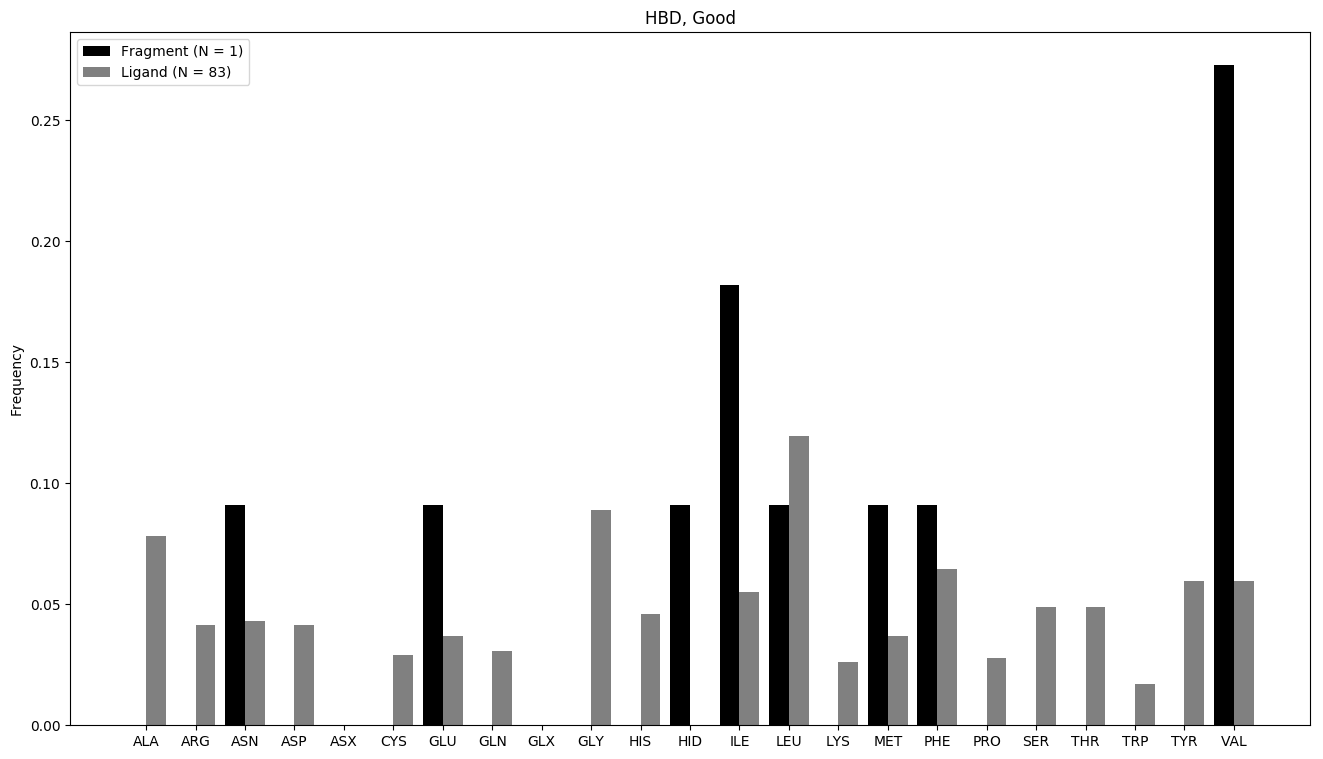 HBD, Good
Fragment (N = 1)
Ligand (N = 83)
Frequency
0.25
0.20
0.15
0.10
0.05
0.00
ALA ARG ASN ASP ASX CYS GLU GLN GLX GLY HIS HID ILE LEU LYS MET PHE PRO SER THR TRP TYR VAL